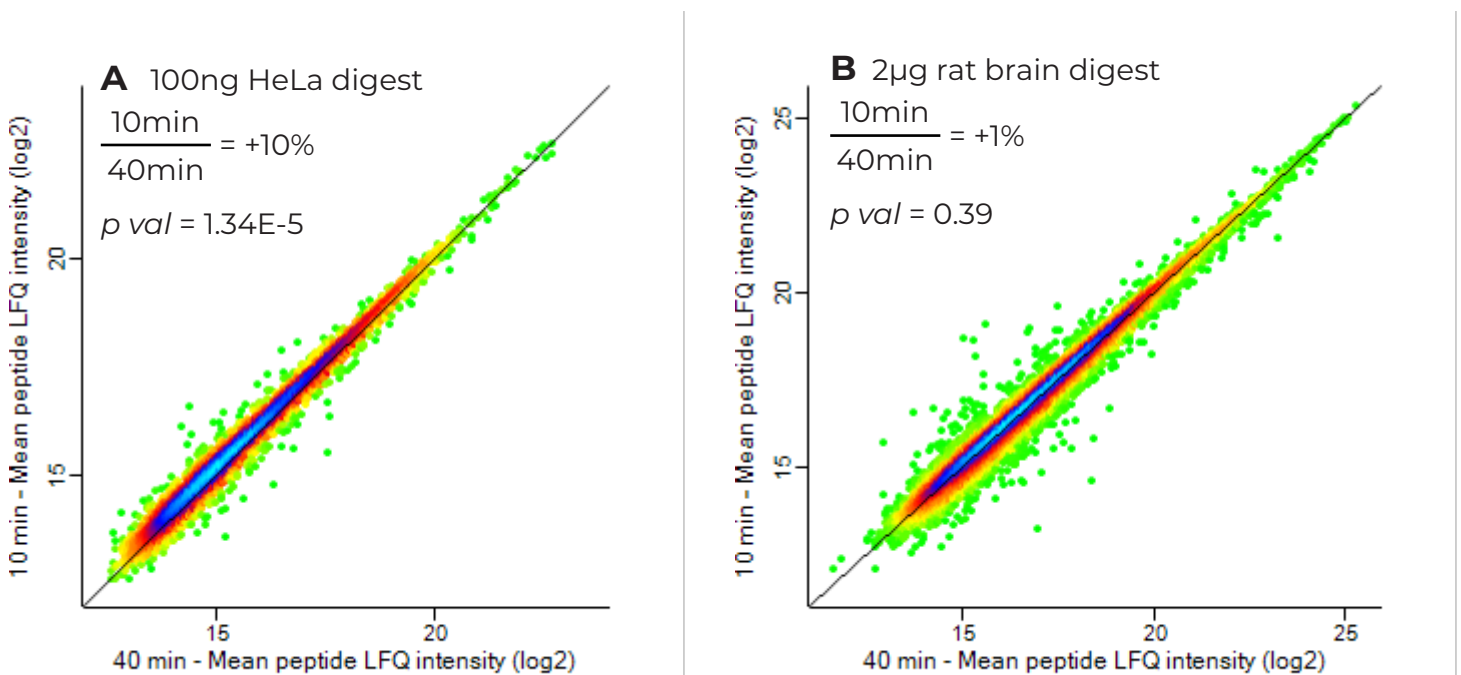 A 100ng HeLa digest
10min
40min
= +10%
p val = 1.34E-5
10 min - Mean peptide LFQ intensity (log2)
20
15
15
20
40 min - Mean peptide LFQ intensity (log2)
B 2µg rat brain digest
10min
40min
= +1%
p val = 0.39
10 min - Mean peptide LFQ intensity (log2)
25
20
15
15
20
25
40 min - Mean peptide LFQ intensity (log2)